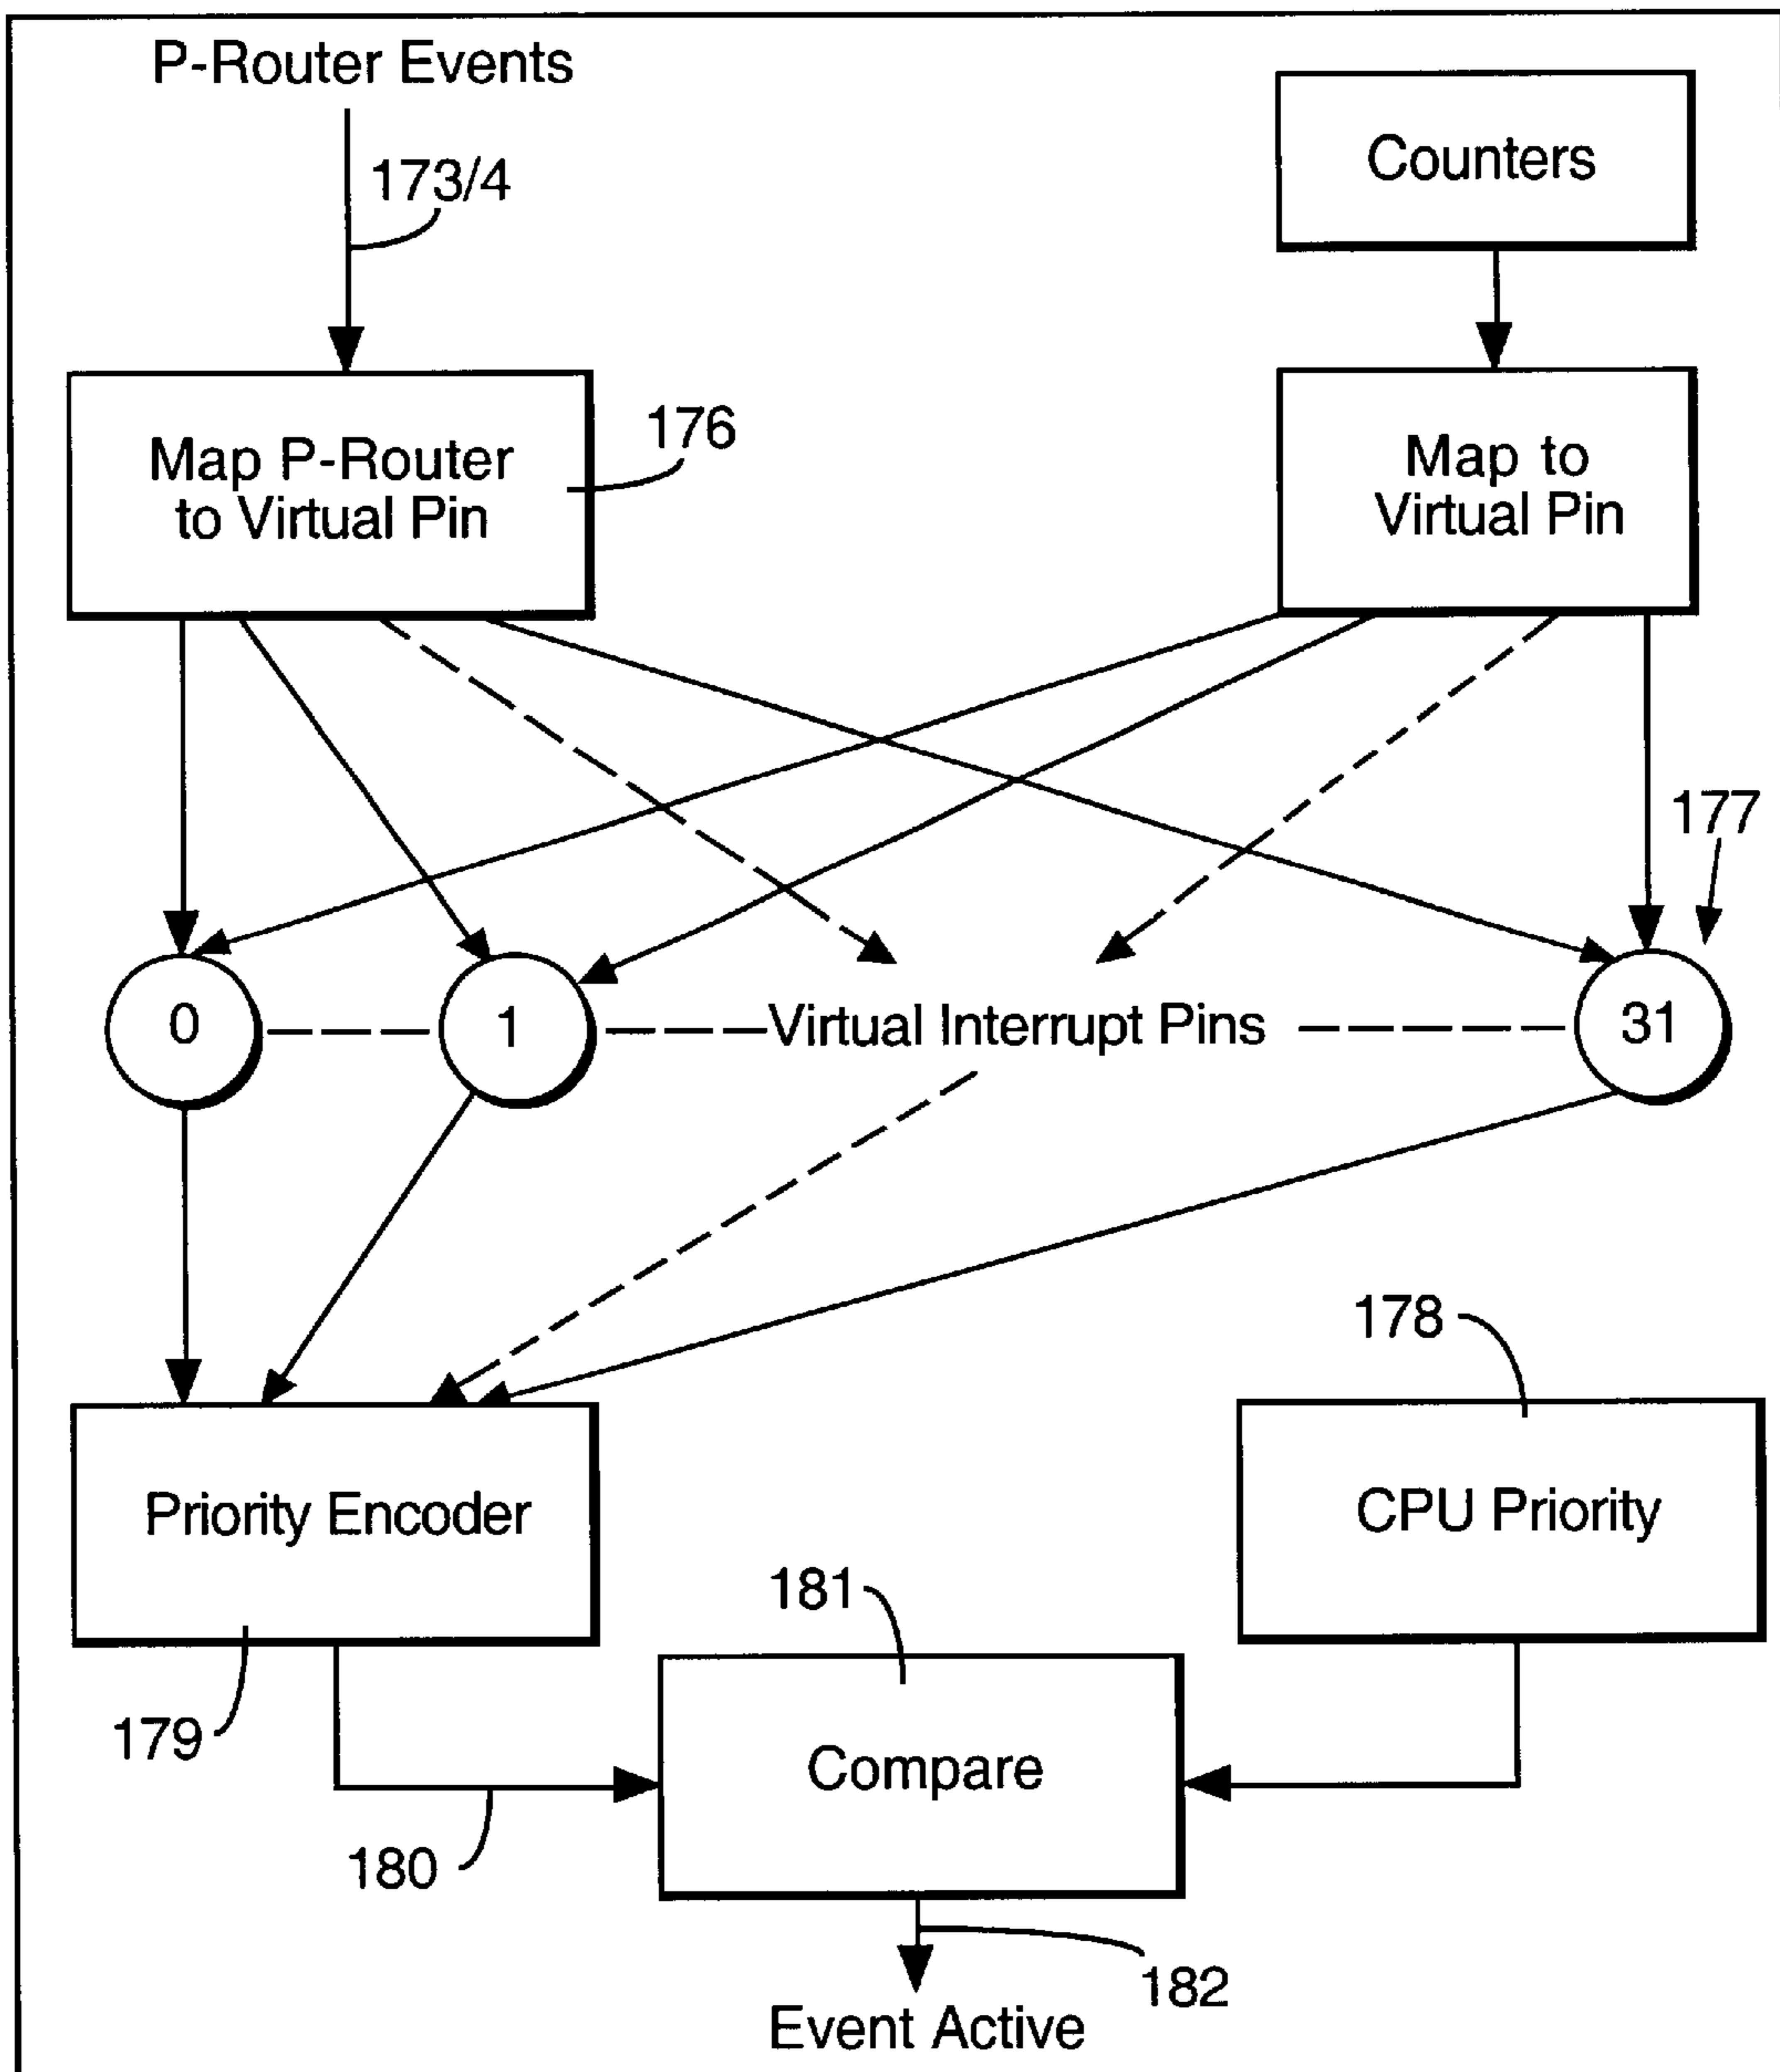 P-Router Events
Counters
173/4
Map P-Router
to Virtual Pin
176
Map to
Virtual Pin
177
0
1
Virtual Interrupt Pins
31
178
Priority Encoder
CPU Priority
181
179
Compare
180
182
Event Active